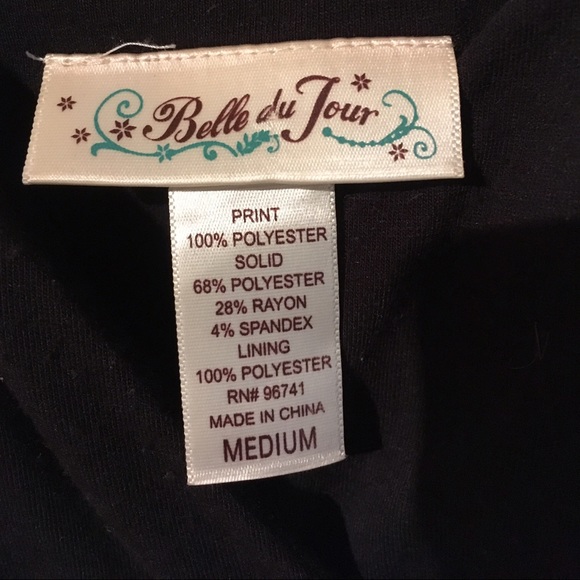 Belle du Jour
PRINT
100% POLYESTER
SOLID
68% POLYESTER
28% RAYON
4% SPANDEX
LINING
100% POLYESTER
RN# 96741
MADE IN CHINA
MEDIUM